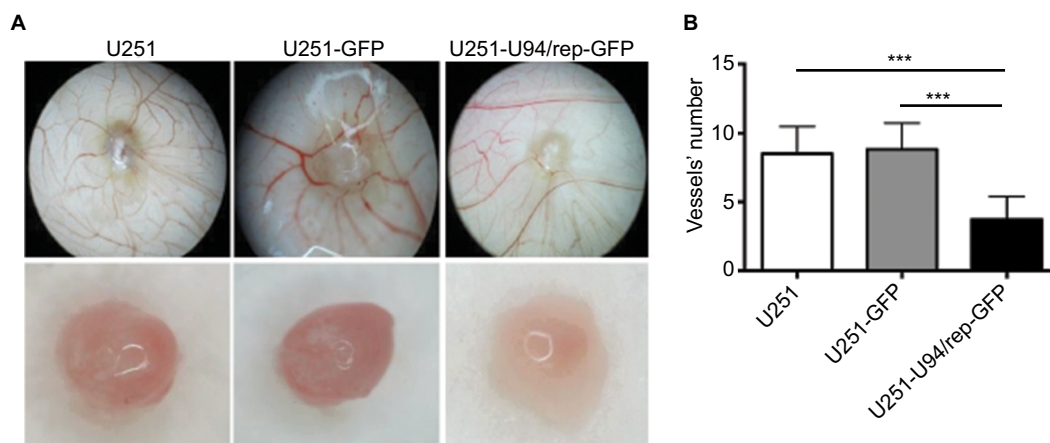 A
U251
U251-GFP
U251-U94/rep-GFP
B
Vessels' number
15
10
5
0
***
***
U251
U251-GFP
U251-U94/rep-GFP